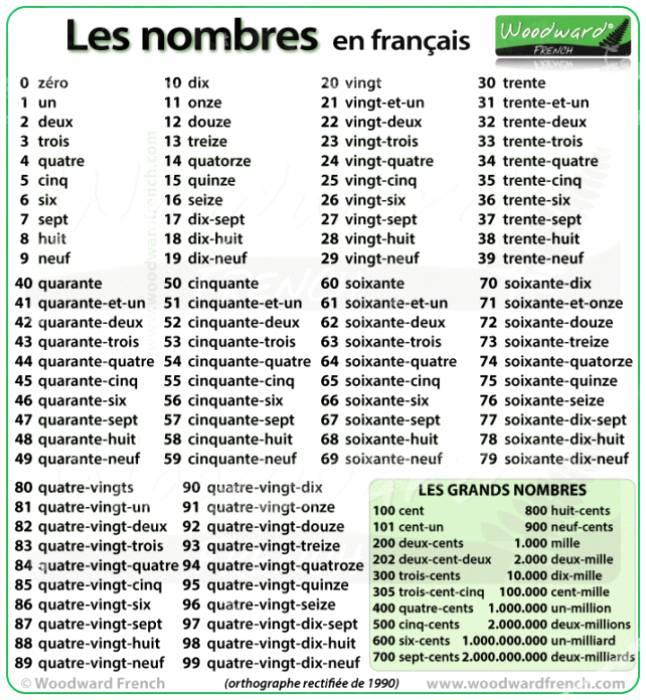 Les nombres en français
Woodward®
FRENCH
0 zéro
1 un
2 deux
3 trois
4 quatre
5 cinq
6 six
7 sept
8 huit
9 neuf
10 dix
11 onze
12 douze
13 treize
14 quatorze
15 quinze
16 seize
17 dix-sept
18 dix-huit
19 dix-neuf
20 vingt
21 vingt-et-un
22 vingt-deux
23 vingt-trois
24 vingt-quatre
25 vingt-cinq
26 vingt-six
27 vingt-sept
28 vingt-huit
29 vingt-neuf
30 trente
31 trente-et-un
32 trente-deux
33 trente-trois
34 trente-quatre
35 trente-cinq
36 trente-six
37 trente-sept
38 trente-huit
39 trente-neuf
40 quarante
41 quarante-et-un
42 quarante-deux
43 quarante-trois
44 quarante-quatre
45 quarante-cinq
46 quarante-six
47 quarante-sept
48 quarante-huit
49 quarante-neuf
50 cinquante
51 cinquante-et-un
52 cinquante-deux
53 cinquante-trois
54 cinquante-quatre
55 cinquante-cinq
56 cinquante-six
57 cinquante-sept
58 cinquante-huit
59 cinquante-neuf
60 soixante
61 soixante-et-un
62 soixante-deux
63 soixante-trois
64 soixante-quatre
65 soixante-cinq
66 soixante-six
67 soixante-sept
68 soixante-huit
69 soixante-neuf
70 soixante-dix
71 soixante-et-onze
72 soixante-douze
73 soixante-treize
74 soixante-quatorze
75 soixante-quinze
76 soixante-seize
77 soixante-dix-sept
78 soixante-dix-huit
79 soixante-dix-neuf
80 quatre-vingts
81 quatre-vingt-un
82 quatre-vingt-deux
83 quatre-vingt-trois
84 quatre-vingt-quatre
85 quatre-vingt-cinq
86 quatre-vingt-six
87 quatre-vingt-sept
88 quatre-vingt-huit
89 quatre-vingt-neuf
90 quatre-vingt-dix
91 quatre-vingt-onze
92 quatre-vingt-douze
93 quatre-vingt-treize
94 quatre-vingt-quatroze
95 quatre-vingt-quinze
96 quatre-vingt-seize
97 quatre-vingt-dix-sept
98 quatre-vingt-dix-huit
99 quatre-vingt-dix-neuf
LES GRANDS NOMBRES
100 cent
101 cent-un
200 deux-cents
202 deux-cent-deux
300 trois-cents
305 trois-cent-cinq
400 quatre-cents
500 cinq-cents
600 six-cents
700 sept-cents
800 huit-cents
900 neuf-cents
1.000 mille
2.000 deux-mille
10.000 dix-mille
100.000 cent-mille
1.000.000 un-million
2.000.000 deux-millions
1.000.000.000 un-milliard
2.000.000.000 deux-milliards
© Woodward French
(orthographe rectifiée de 1990)
www.woodwardfrench.com